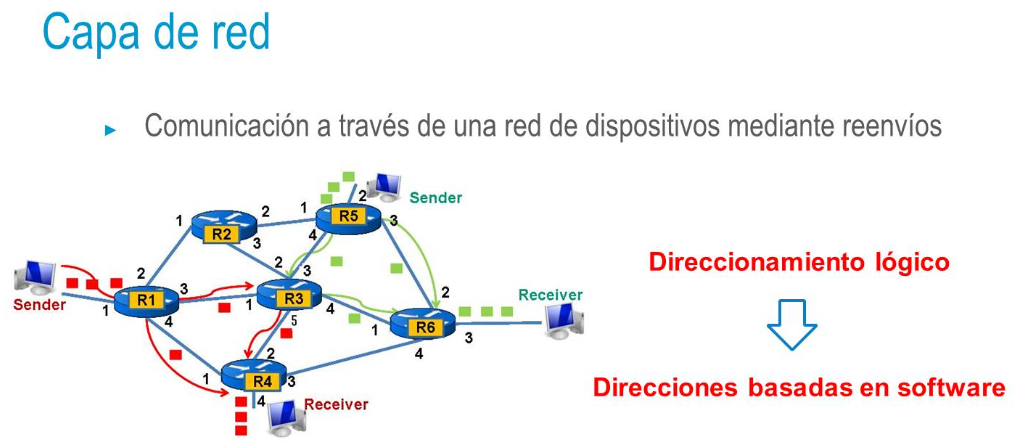 Capa de red
► Comunicación a través de una red de dispositivos mediante reenvíos
Sender
2
1
R5
3
4
1
2
R2
3
2
3
R3
1
4
5
Sender
2
R1
3
1
4
Direccionamiento lógico
Receiver
2
1
R6
3
4
Direcciones basadas en software
2
1
R4
3
4
Receiver